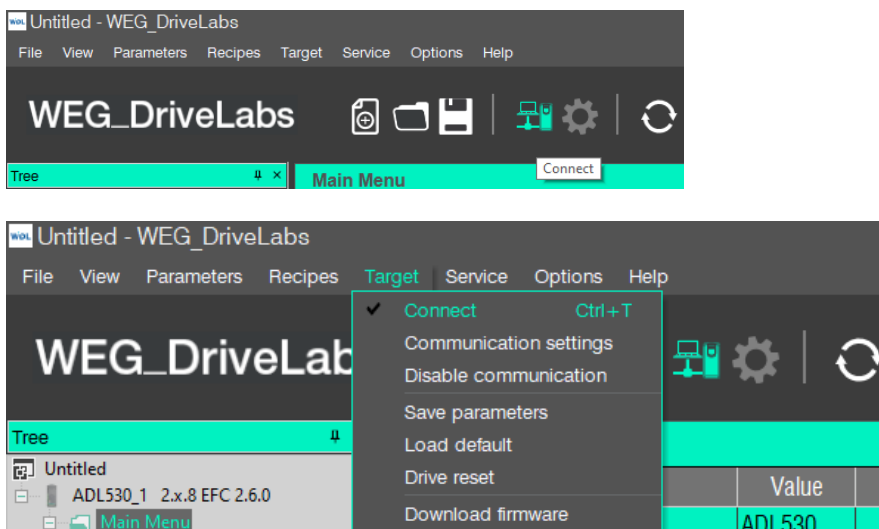 WOL Untitled - WEG_DriveLabs
File View Parameters Recipes Target Service Options Help
WEG_DriveLabs
Connect
Tree
Main Menu
WOL Untitled - WEG_DriveLabs
File View Parameters Recipes Target Service Options Help
Connect Ctrl+T
Communication settings
WEG_DriveLab
Disable communication
Save parameters
Tree
Load default
Untitled
Drive reset
Value
ADL530_1 2.x.8 EFC 2.6.0
Download firmware
Main Menu
ADL530